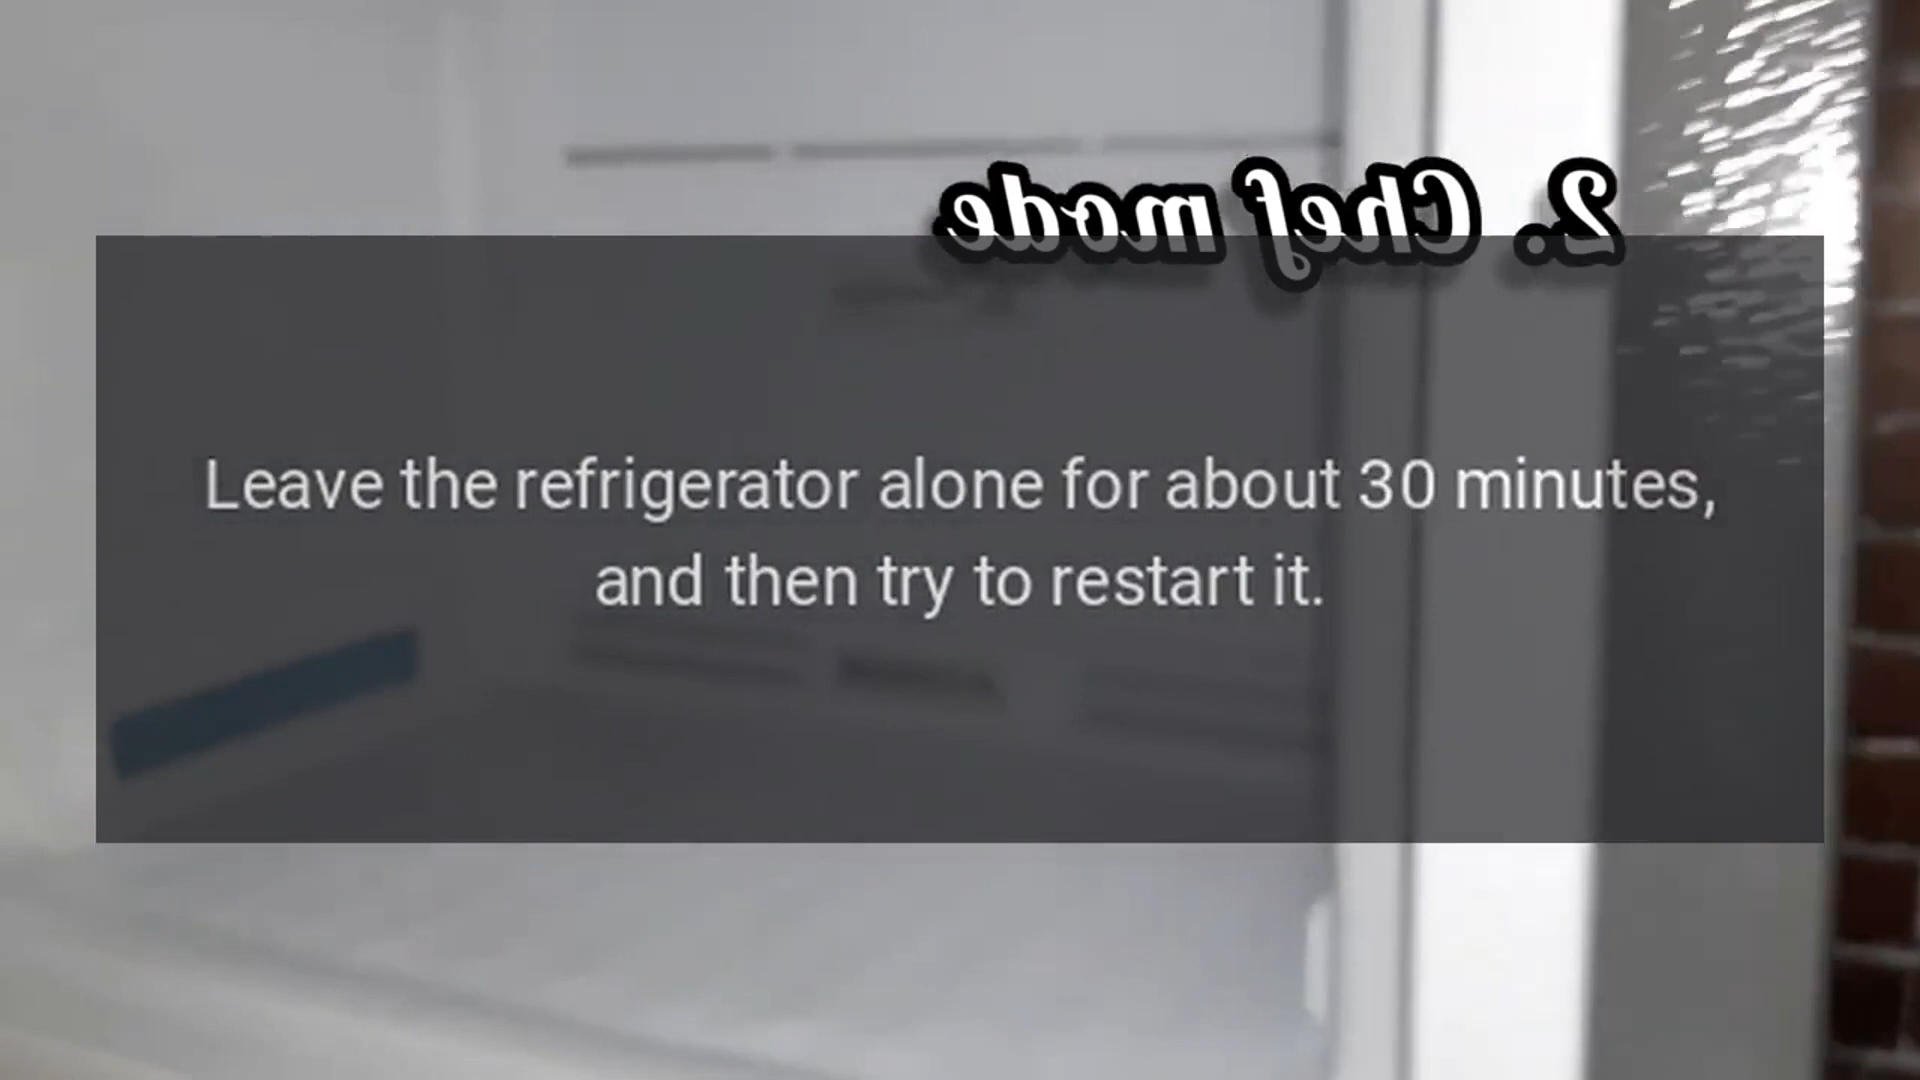 2. Chef mode
Leave the refrigerator alone for about 30 minutes,
and then try to restart it.